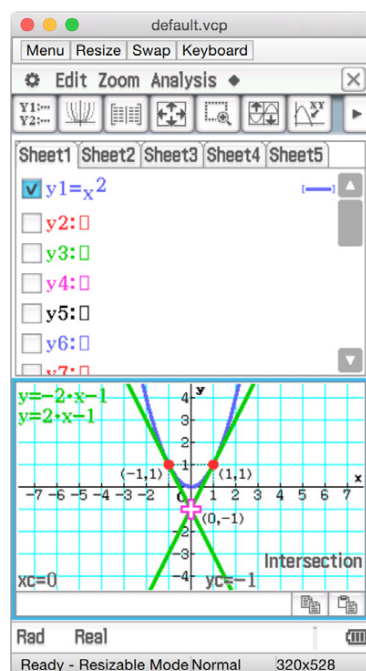 default.vcp
Menu Resize Swap Keyboard
Edit Zoom Analysis
Y1:...
Y2:...
XY
Sheet1 Sheet2 Sheet3 Sheet4 Sheet5
y1=x²
y2:
y3:
y4:
y5:
y6:
y7:
y=-2·x-1
y=2·x-1
y
4
3
2
1
(-1,1) (1,1)
x
-7 -6 -5 -4 -3 -2 0 1 2 3 4 5 6 7
(0,-1)
-2
-3
-4
Intersection
xc=0 yc=-1
Rad Real
Ready - Resizable Mode Normal 320x528